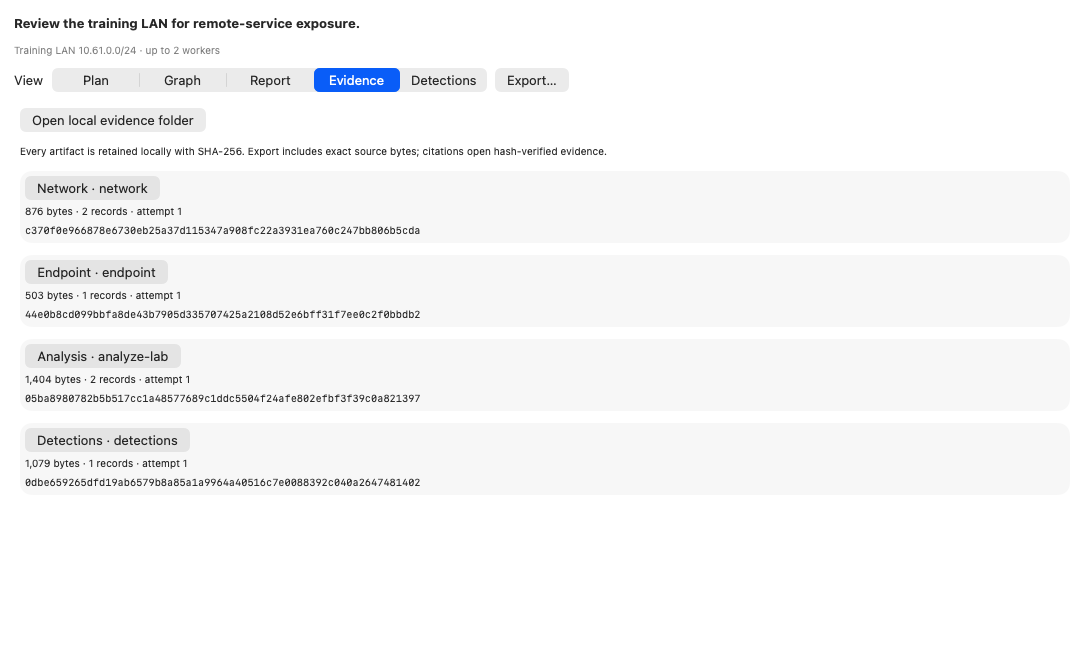 Review the training LAN for remote-service exposure.
Training LAN 10.61.0.0/24 · up to 2 workers
View Plan Graph Report Evidence Detections Export...
Open local evidence folder
Every artifact is retained locally with SHA-256. Export includes exact source bytes; citations open hash-verified evidence.
Network · network
876 bytes · 2 records · attempt 1
c370f0e966878e6730eb25a37d115347a908fc22a3931ea760c247bb806b5cda
Endpoint · endpoint
503 bytes · 1 records · attempt 1
44e0b8cd099bbfa8de43b7905d335707425a2108d52e6bff31f7ee0c2f0bbdb2
Analysis · analyze-lab
1,404 bytes · 2 records · attempt 1
05ba8980782b5b517cc1a48577689c1ddc5504f24afe802efbf3f39c0a821397
Detections · detections
1,079 bytes · 1 records · attempt 1
0dbe659265dfd19ab6579b8a85a1a9964a40516c7e0088392c040a2647481402